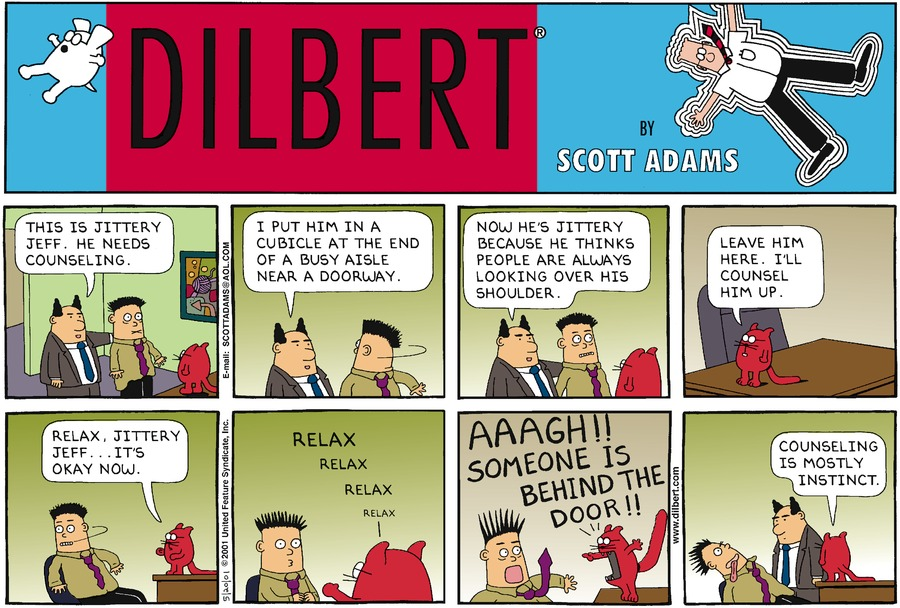 DILBERT®
BY
SCOTT ADAMS
THIS IS JITTERY
JEFF. HE NEEDS
COUNSELING.
E-mail: SCOTTADAMS@AOL.COM
I PUT HIM IN A
CUBICLE AT THE END
OF A BUSY AISLE
NEAR A DOORWAY.
NOW HE'S JITTERY
BECAUSE HE THINKS
PEOPLE ARE ALWAYS
LOOKING OVER HIS
SHOULDER.
LEAVE HIM
HERE. I'LL
COUNSEL
HIM UP.
RELAX, JITTERY
JEFF...IT'S
OKAY NOW.
5/20/01 © 2001 United Feature Syndicate, Inc.
RELAX
RELAX
RELAX
RELAX
AAAGH!!
SOMEONE IS
BEHIND THE
DOOR!!
www.dilbert.com
COUNSELING
IS MOSTLY
INSTINCT.